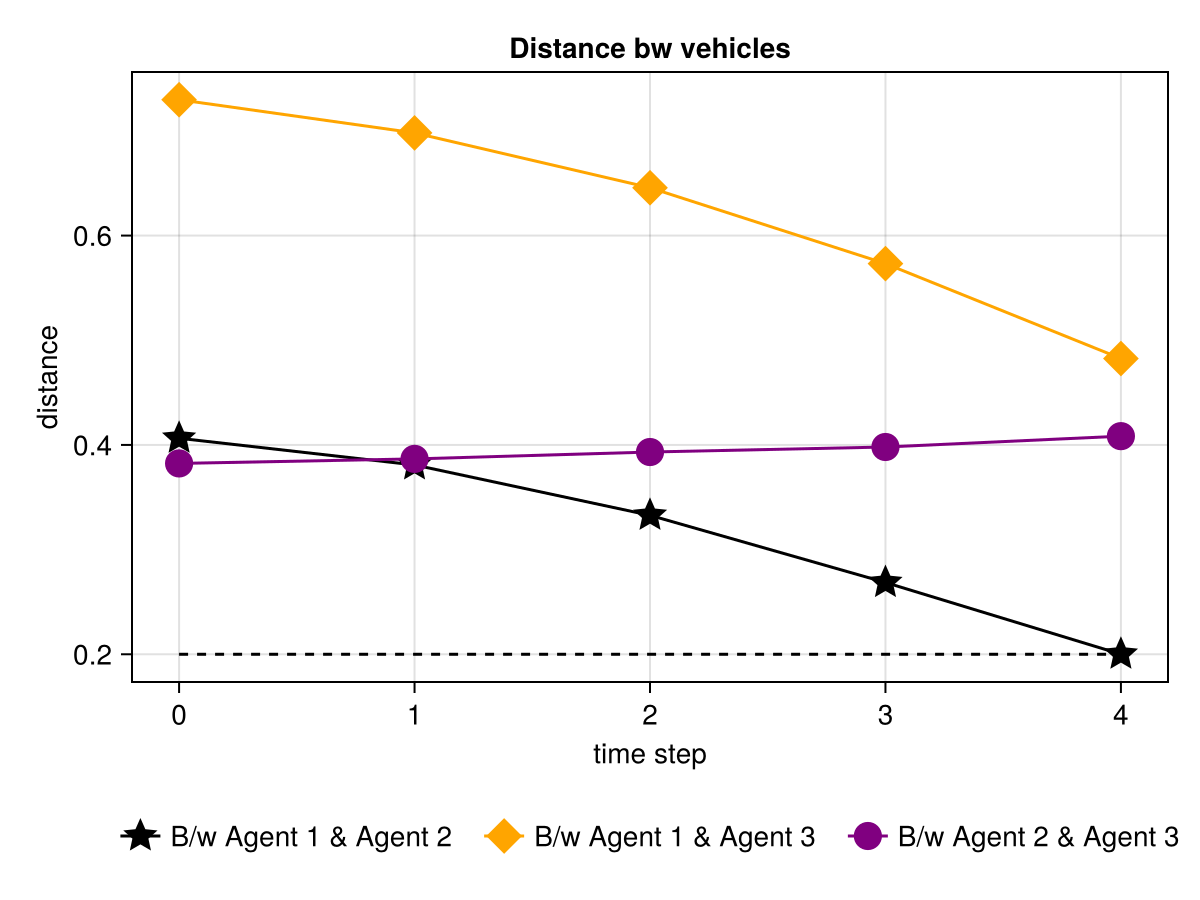 Distance bw vehicles
distance
0.6
0.4
0.2
0 1 2 3 4
time step
B/w Agent 1 & Agent 2 B/w Agent 1 & Agent 3 B/w Agent 2 & Agent 3